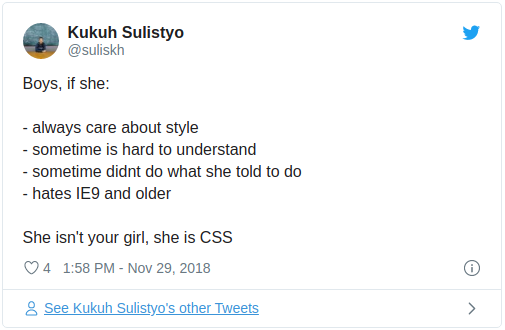 Kukuh Sulistyo
@suliskh
Boys, if she:
- always care about style
- sometime is hard to understand
- sometime didnt do what she told to do
- hates IE9 and older
She isn't your girl, she is CSS
4 1:58 PM - Nov 29, 2018
See Kukuh Sulistyo's other Tweets